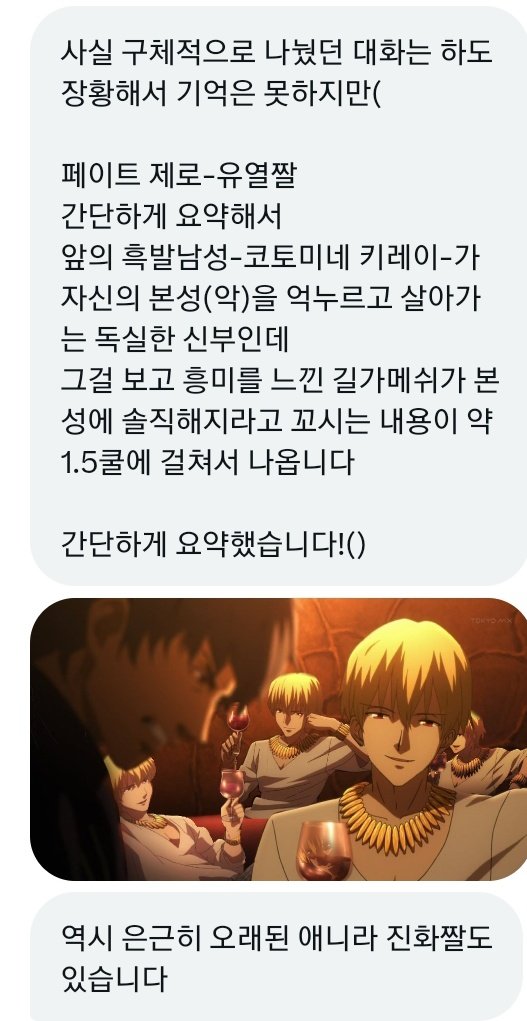 사실 구체적으로 나눴던 대화는 하도
장황해서 기억은 못하지만(
페이트 제로-유열짤
간단하게 요약해서
앞의 흑발남성-코토미네 키레이-가
자신의 본성(악)을 억누르고 살아가
는 독실한 신부인데
그걸 보고 흥미를 느낀 길가메쉬가 본
성에 솔직해지라고 꼬시는 내용이 약
1.5쿨에 걸쳐서 나옵니다
간단하게 요약했습니다!()
TOKYO MX
역시 은근히 오래된 애니라 진화짤도
있습니다